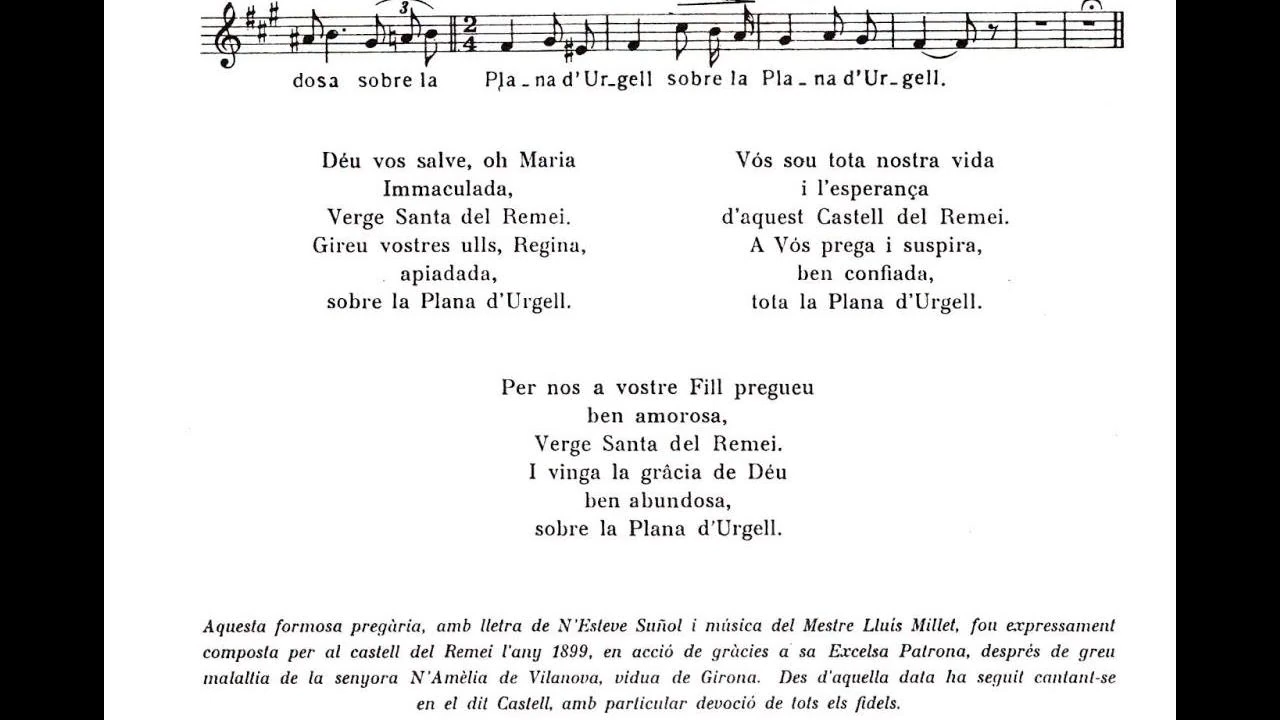 3
2
4
dosa sobre la Pla_na d'Ur_gell sobre la Pla_na d'Ur_gell.
Déu vos salve, oh Maria
Immaculada,
Verge Santa del Remei.
Gireu vostres ulls, Regina,
apiadada,
sobre la Plana d'Urgell.
Vós sou tota nostra vida
i l'esperança
d'aquest Castell del Remei.
A Vós prega i suspira,
ben confiada,
tota la Plana d'Urgell.
Per nos a vostre Fill pregueu
ben amorosa,
Verge Santa del Remei.
I vinga la grâcia de Déu
ben abundosa,
sobre la Plana d'Urgell.
Aquesta formosa pregària, amb lletra de N'Esteve Suñol i música del Mestre Lluís Millet, fou expressament
composta per al castell del Remei l'any 1899, en acció de gràcies a sa Excelsa Patrona, després de greu
malaltia de la senyora N'Amèlia de Vilanova, vidua de Girona. Des d'aquella data ha seguit cantant-se
en el dit Castell, amb particular devoció de tots els fidels.